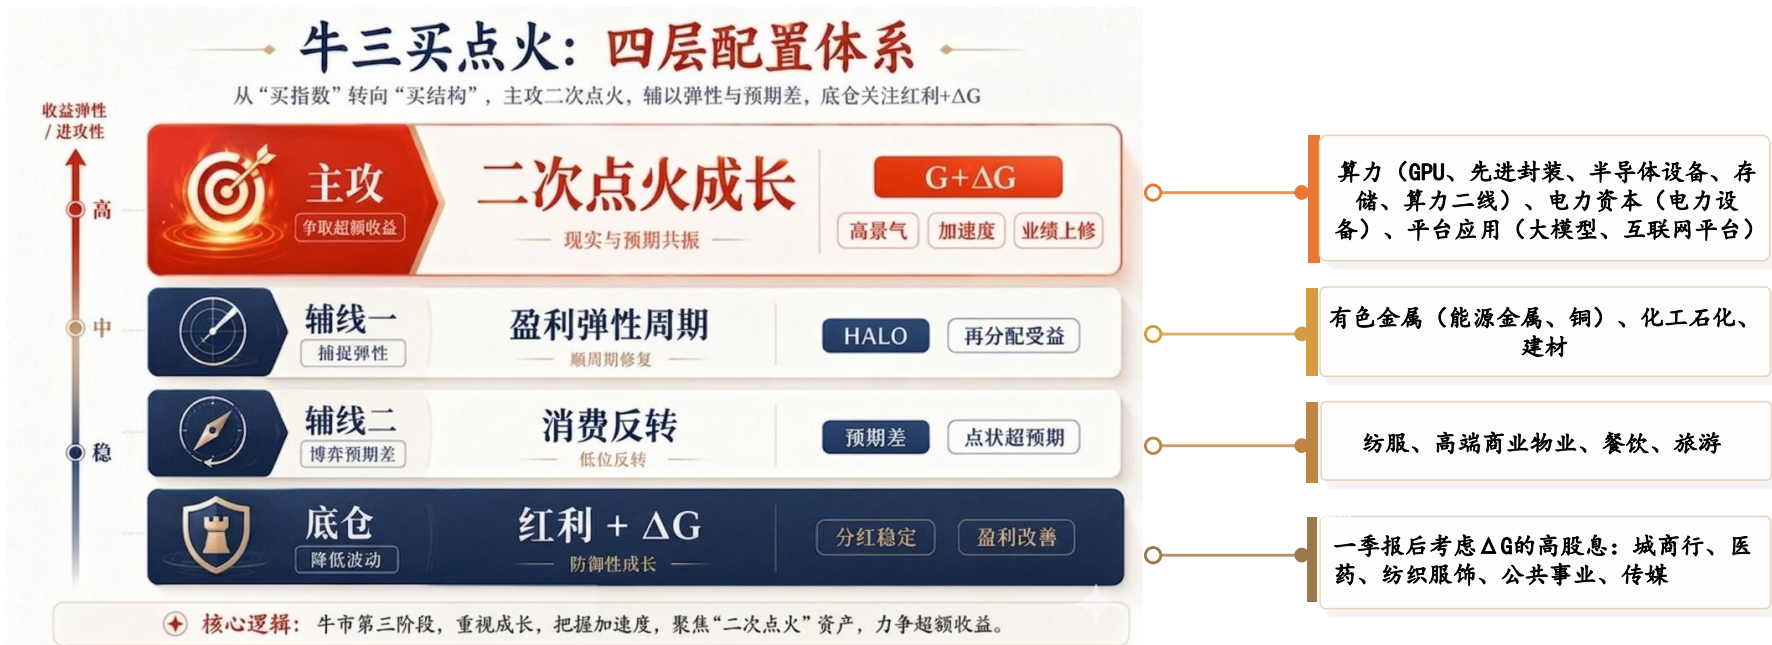 牛三买点火：四层配置体系
从“买指数”转向“买结构”，主攻二次点火，辅以弹性与预期差，底仓关注红利+ΔG
收益弹性
/ 进攻性
高
中
稳
主攻
争取超额收益
二次点火成长
现实与预期共振
G+ΔG
高景气
加速度
业绩上修
算力（GPU、先进封装、半导体设备、存
储、算力二线）、电力资本（电力设
备）、平台应用（大模型、互联网平台）
辅线一
捕捉弹性
盈利弹性周期
顺周期修复
HALO
再分配受益
有色金属（能源金属、铜）、化工石化、
建材
辅线二
博弈预期差
消费反转
低位反转
预期差
点状超预期
纺服、高端商业物业、餐饮、旅游
底仓
降低波动
红利 + ΔG
防御性成长
分红稳定
盈利改善
一季报后考虑ΔG的高股息：城商行、医
药、纺织服饰、公共事业、传媒
核心逻辑：牛市第三阶段，重视成长，把握加速度，聚焦“二次点火”资产，力争超额收益。